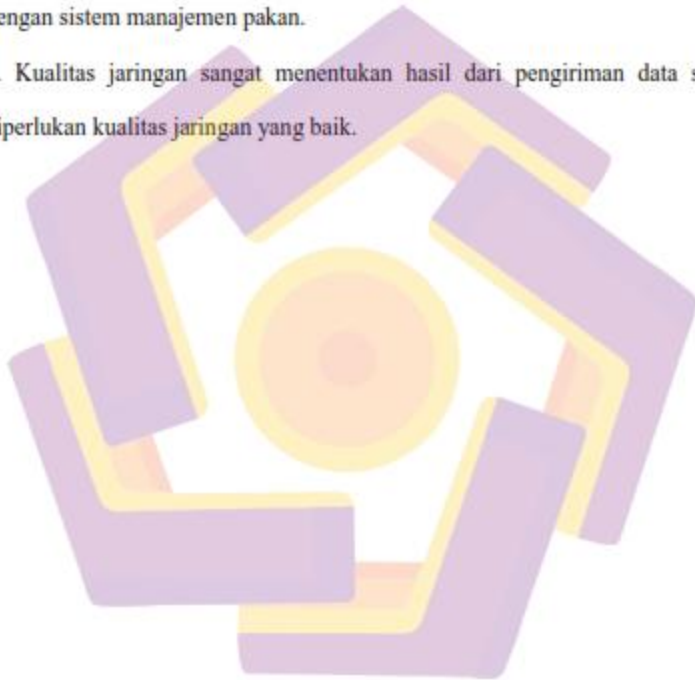 engan sistem manajemen pakan.
. Kualitas jaringan sangat menentukan hasil dari pengiriman data s
iperlukan kualitas jaringan yang baik.